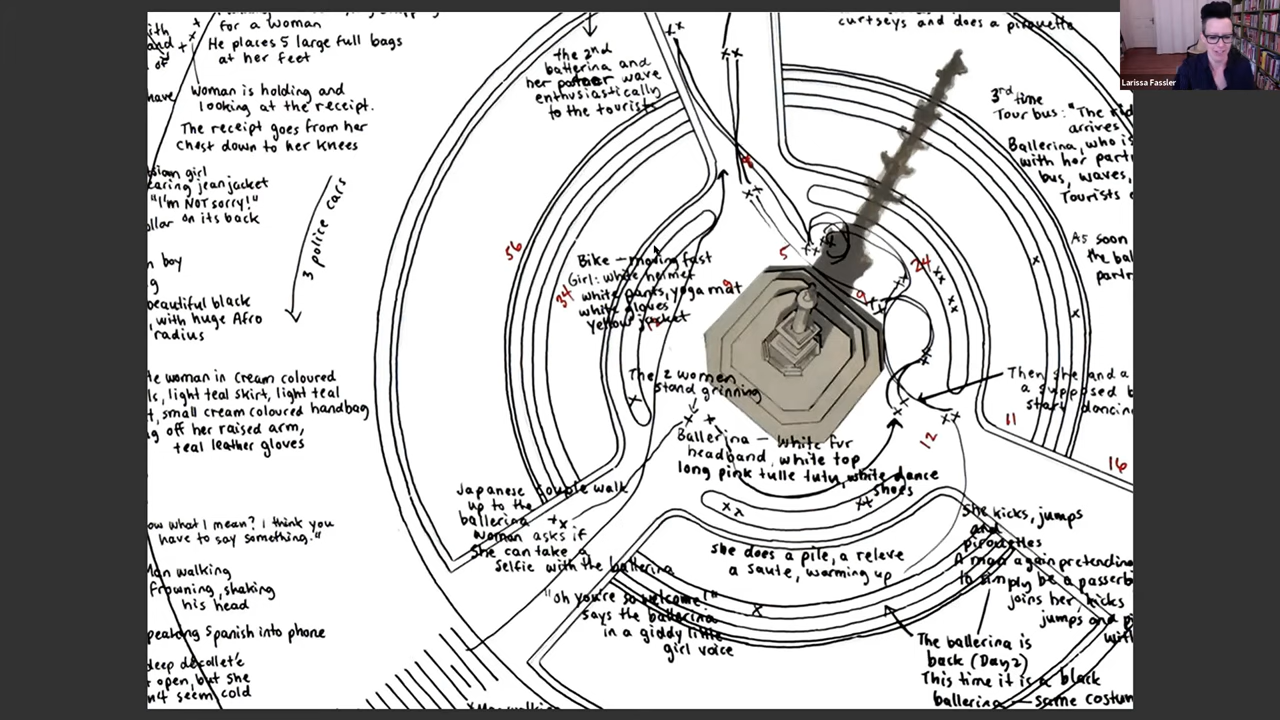 for a woman
He places 5 large full bags
at her feet
Woman is holding and
looking at the receipt.
The receipt goes from her
chest down to her knees
girl
jean jacket
"I'm NOT sorry!"
on its back
3 police cars
boy
beautiful black
, with huge Afro
radius
woman in cream coloured
, light teal skirt, light teal
, small cream coloured handbag
off her raised arm,
teal leather gloves
what I mean? I think you
have to say something."
Man walking
frowning, shaking
his head
speaking Spanish into phone
deep decolleté
open, but she
seem cold
the 2nd
ballerina and
her partner wave
enthusiastically
to the tourists
56
34
Bike – moving fast
Girl: white helmet
white pants, yoga mat
white gloves
yellow jacket
The 2 women
stand grinning
Ballerina – white fur
headband, white top
long pink tulle tutu, white dance
shoes
Japanese couple walk
up to the
ballerina
woman asks if
she can take a
selfie with the ballerina
"oh you're so welcome!"
says the ballerina
in a giddy little
girl voice
she does a plie, a releve
a saute, warming up
curtseys and does a pirouette
3rd time
Tour bus: "The
arrives
Ballerina, who is
with her
bus, waves,
Tourists
As soon
the
5
9
24
12
11
16
Then she and a
a supposed
start dancing
She kicks, jumps
and
pirouettes
A man again pretending
to simply be a
joins her, kicks
jumps and
The ballerina is
back (Day 2)
This time it is a black
ballerina – same
Larissa Fassler